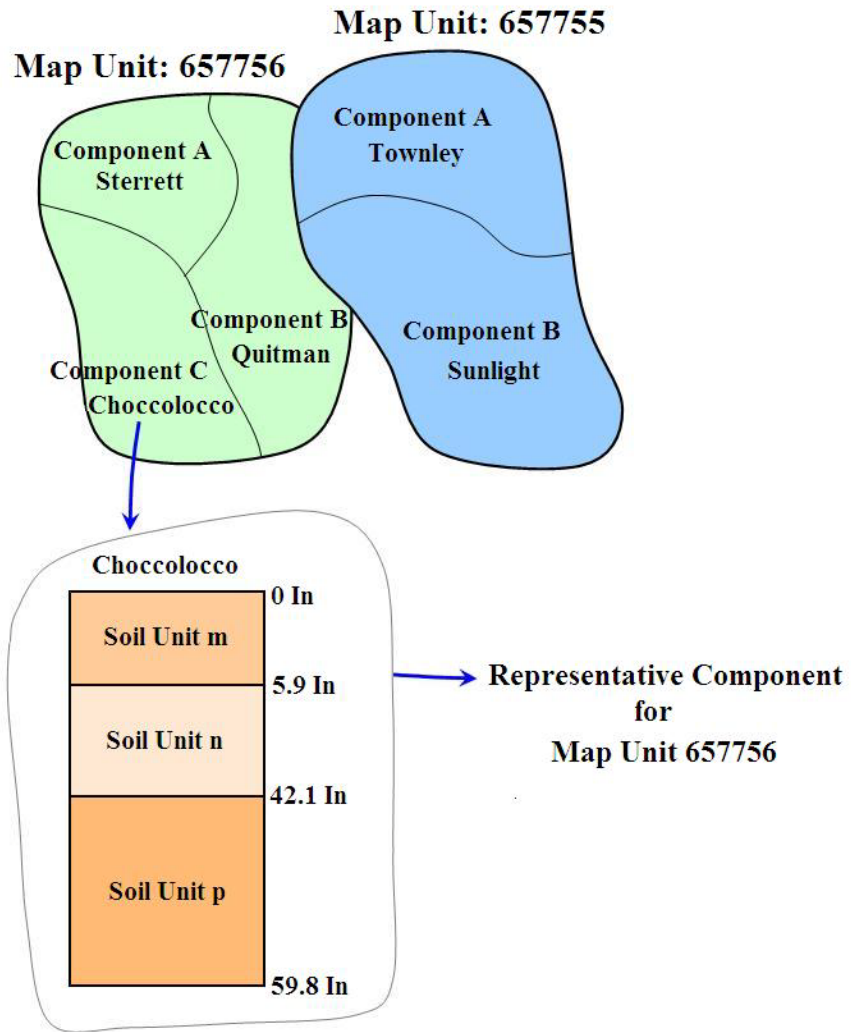 Map Unit: 657755
Map Unit: 657756
Component A
Sterrett
Component A
Townley
Component B
Quitman
Component B
Sunlight
Component C
Choccolocco
Choccolocco
0 In
Soil Unit m
5.9 In
Soil Unit n
42.1 In
Soil Unit p
59.8 In
Representative Component
for
Map Unit 657756